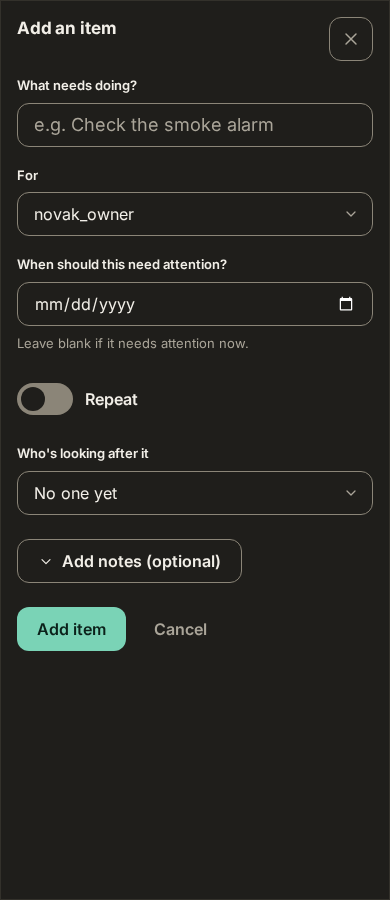 Add an item
What needs doing?
e.g. Check the smoke alarm
For
novak_owner
When should this need attention?
mm/dd/yyyy
Leave blank if it needs attention now.
Repeat
Who's looking after it
No one yet
Add notes (optional)
Add item
Cancel